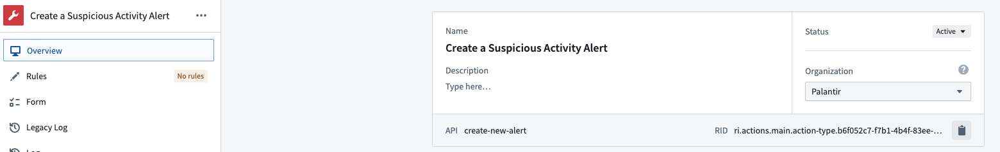 Create a Suspicious Activity Alert
Overview
Rules No rules
Form
Legacy Log
Log
Name
Create a Suspicious Activity Alert
Description
Type here…
Status Active
Organization
Palantir
API create-new-alert
RID ri.actions.main.action-type.b6f052c7-f7b1-4b4f-83ee-…